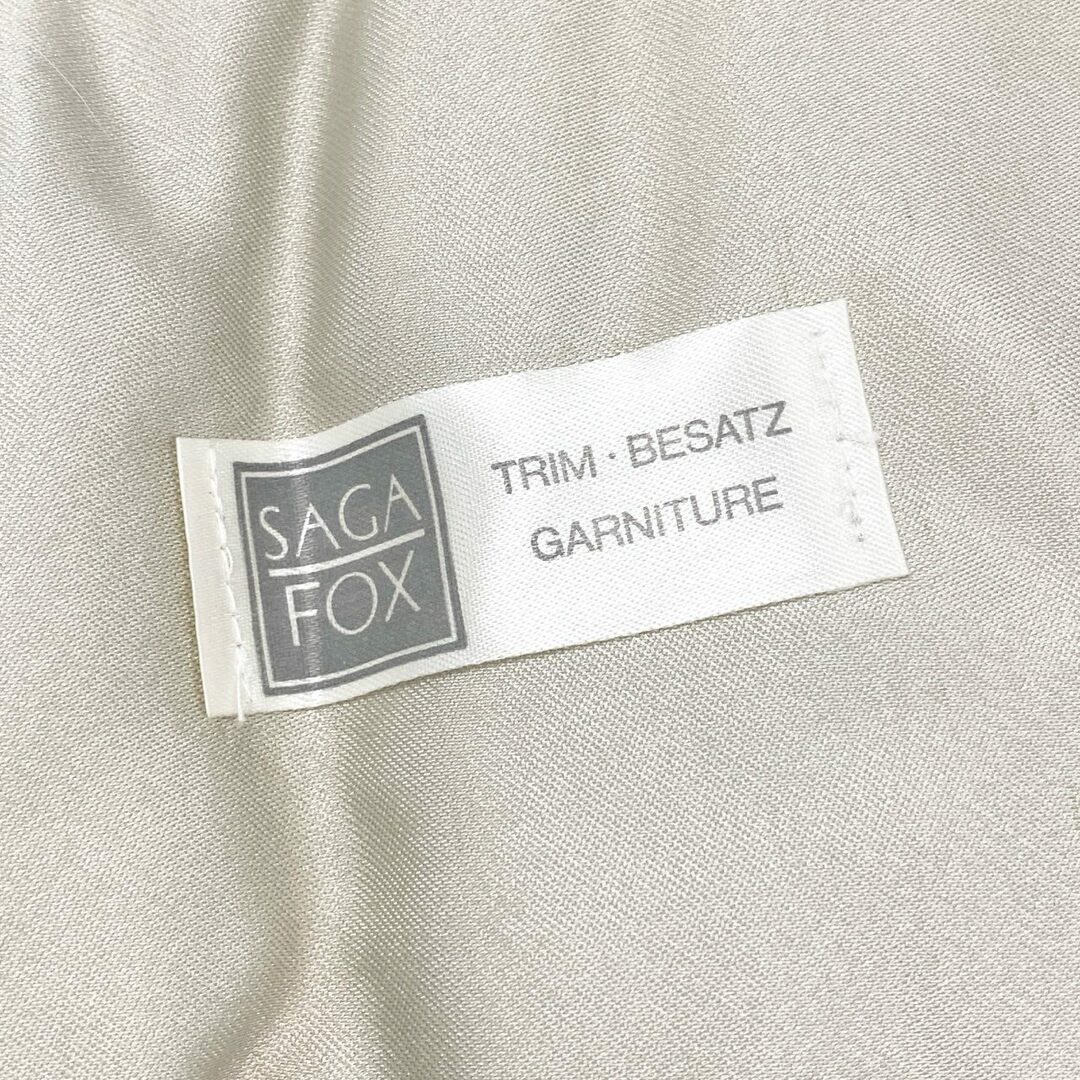 SAGA
FOX
TRIM · BESATZ
GARNITURE